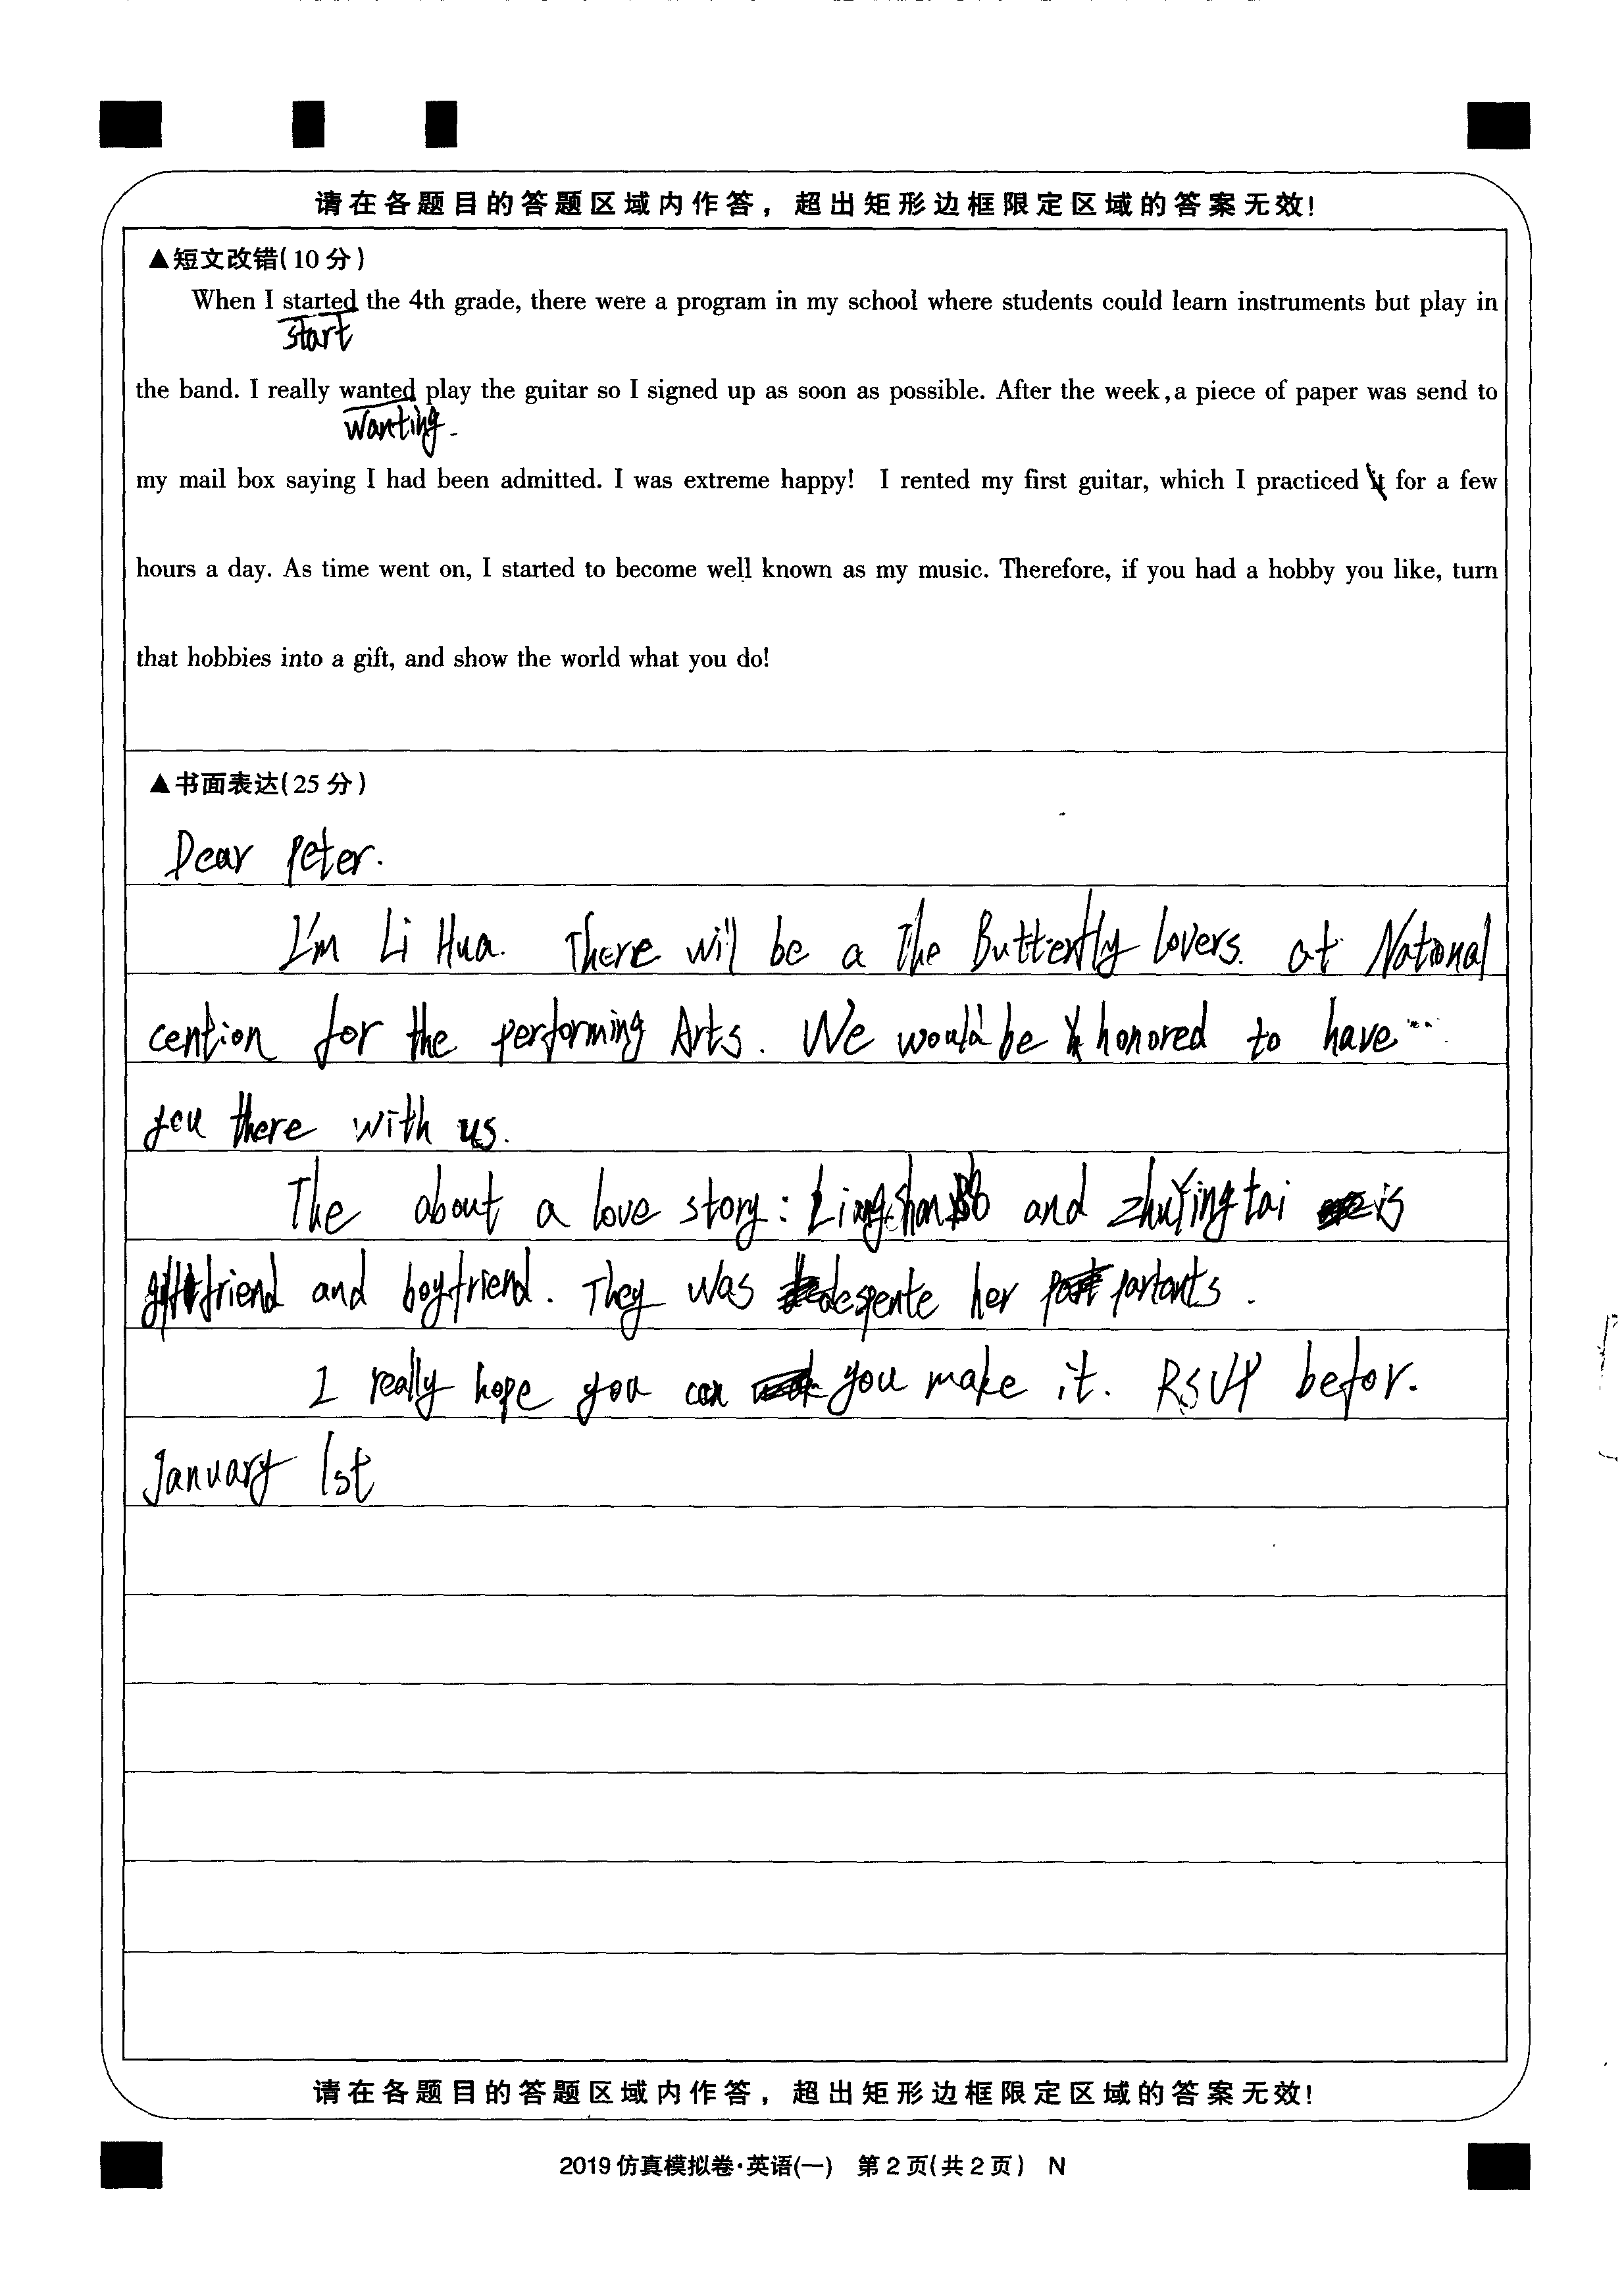 请在各题目的答题区域内作答，超出矩形边框限定区域的答案无效!
▲短文改错(10分)
When I started the 4th grade, there were a program in my school where students could learn instruments but play in
start
the band. I really wanted play the guitar so I signed up as soon as possible. After the week, a piece of paper was send to
wanting.
my mail box saying I had been admitted. I was extreme happy! I rented my first guitar, which I practiced it for a few
hours a day. As time went on, I started to become well known as my music. Therefore, if you had a hobby you like, turn
that hobbies into a gift, and show the world what you do!
▲书面表达(25分)
Dear Peter.
I'm Li Hua. There will be a The Butterfly lovers. at National
cention for the performing Arts. We would be honored to have
you there with us.
The about a love story: and zhuYingtai is
friend and boyfriend. They was despente her partants.
I really hope you can you make it. RSVP befor.
January 1st
请在各题目的答题区域内作答，超出矩形边框限定区域的答案无效!
2019仿真模拟卷·英语(一) 第2页(共2页) N